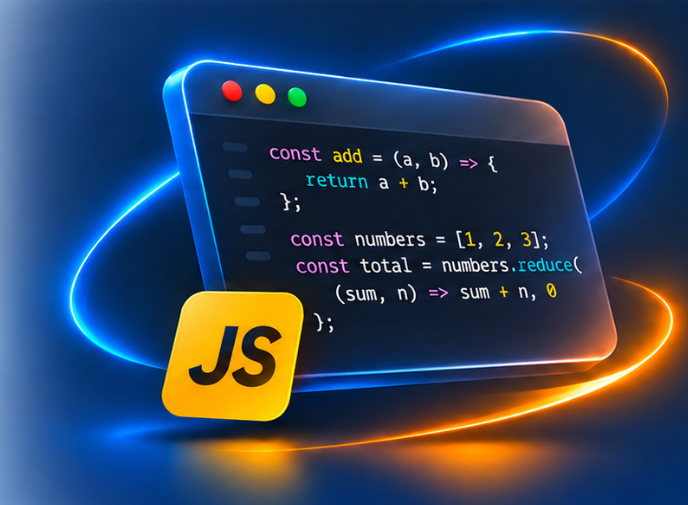 const add = (a, b) => {
return a + b;
};
const numbers = [1, 2, 3];
const total = numbers.reduce(
(sum, n) => sum + n, 0
};
JS